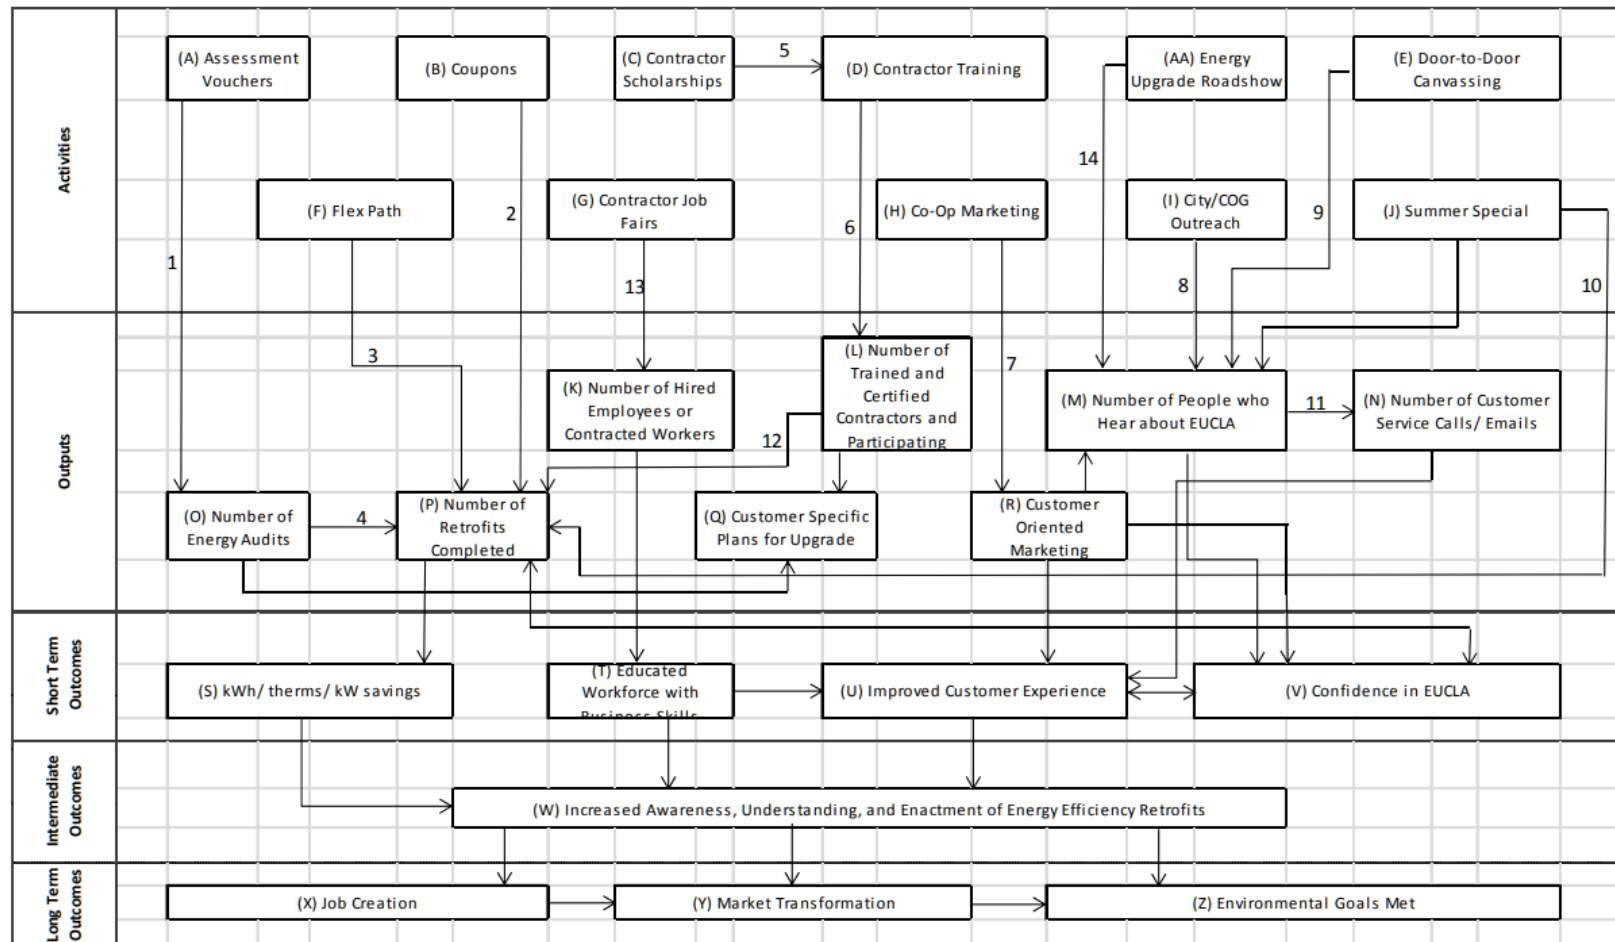 Activities
(A) Assessment
Vouchers
(B) Coupons
(C) Contractor
Scholarships
5
(D) Contractor Training
(AA) Energy
Upgrade Roadshow
(E) Door-to-Door
Canvassing
14
(F) Flex Path
2
(G) Contractor Job
Fairs
6
(H) Co-Op Marketing
(I) City/COG
Outreach
9
(J) Summer Special
1
13
8
10
Outputs
3
(K) Number of Hired
Employees or
Contracted Workers
(L) Number of
Trained and
Certified
Contractors and
Participating
7
(M) Number of People who
Hear about EUCLA
11
(N) Number of Customer
Service Calls/ Emails
12
(O) Number of
Energy Audits
4
(P) Number of
Retrofits
Completed
(Q) Customer Specific
Plans for Upgrade
(R) Customer
Oriented
Marketing
Short Term
Outcomes
(S) kWh/ therms/ kW savings
(T) Educated
Workforce with
Business Skills
(U) Improved Customer Experience
(V) Confidence in EUCLA
Intermediate
Outcomes
(W) Increased Awareness, Understanding, and Enactment of Energy Efficiency Retrofits
Long Term
Outcomes
(X) Job Creation
(Y) Market Transformation
(Z) Environmental Goals Met